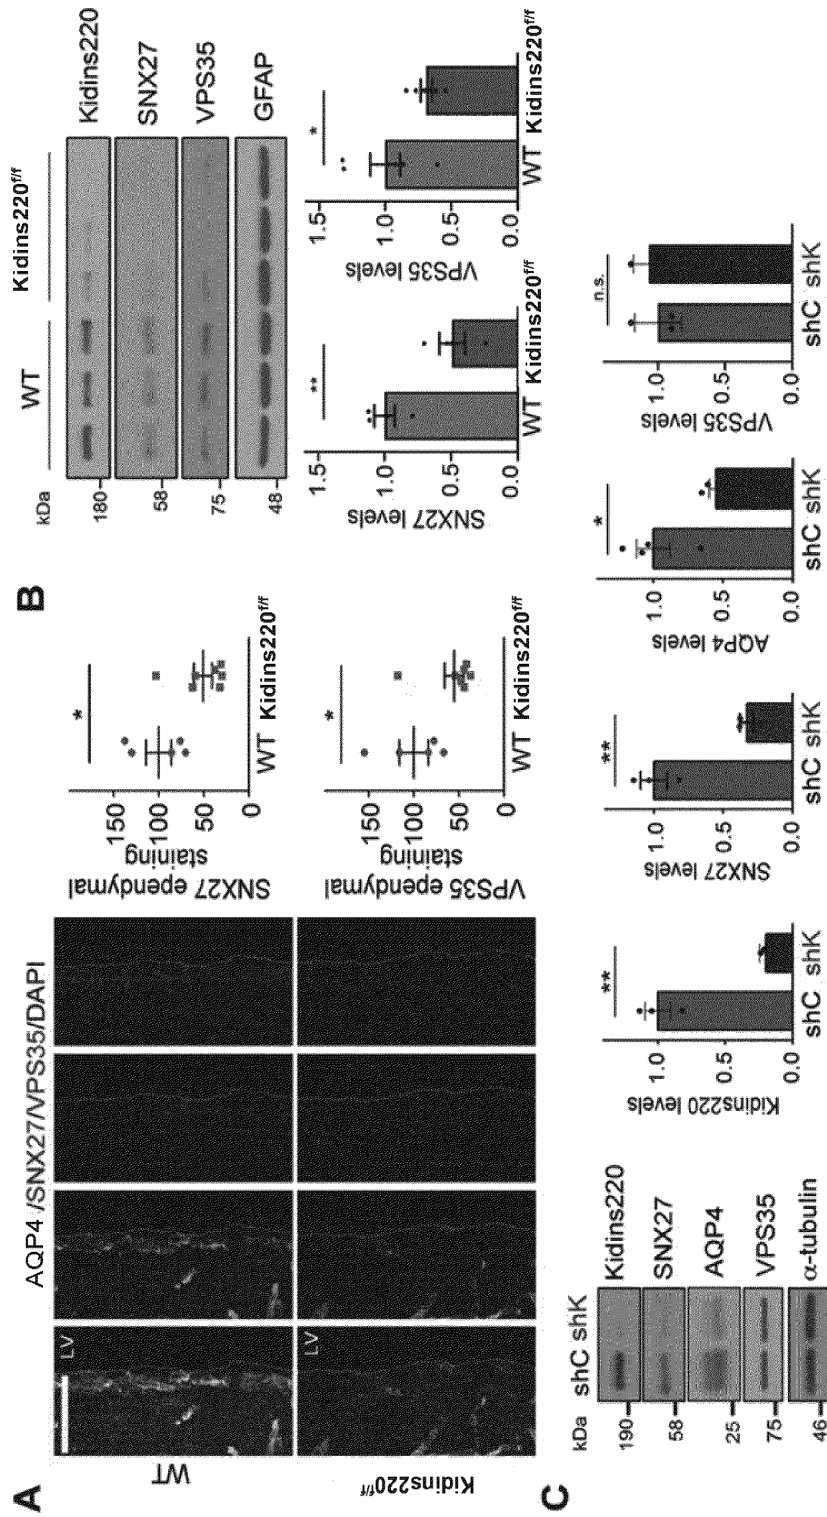 A
AQP4 /SNX27/VPS35/DAPI
WT
LV
Kidins220f/f
LV
SNX27 ependymal
staining
150
100
50
0
*
WT Kidins220f/f
VPS35 ependymal
staining
150
100
50
0
*
WT Kidins220f/f
B
WT
Kidins220f/f
kDa
180
Kidins220
58
SNX27
75
VPS35
48
GFAP
SNX27 levels
1.5
1.0
0.5
0.0
**
WT Kidins220f/f
VPS35 levels
1.5
1.0
0.5
0.0
*
WT Kidins220f/f
C
kDa
shC shK
190
Kidins220
58
SNX27
25
AQP4
75
VPS35
46
α-tubulin
Kidins220 levels
1.0
0.5
0.0
**
shC shK
SNX27 levels
1.0
0.5
0.0
**
shC shK
AQP4 levels
1.0
0.5
0.0
*
shC shK
VPS35 levels
1.0
0.5
0.0
n.s.
shC shK